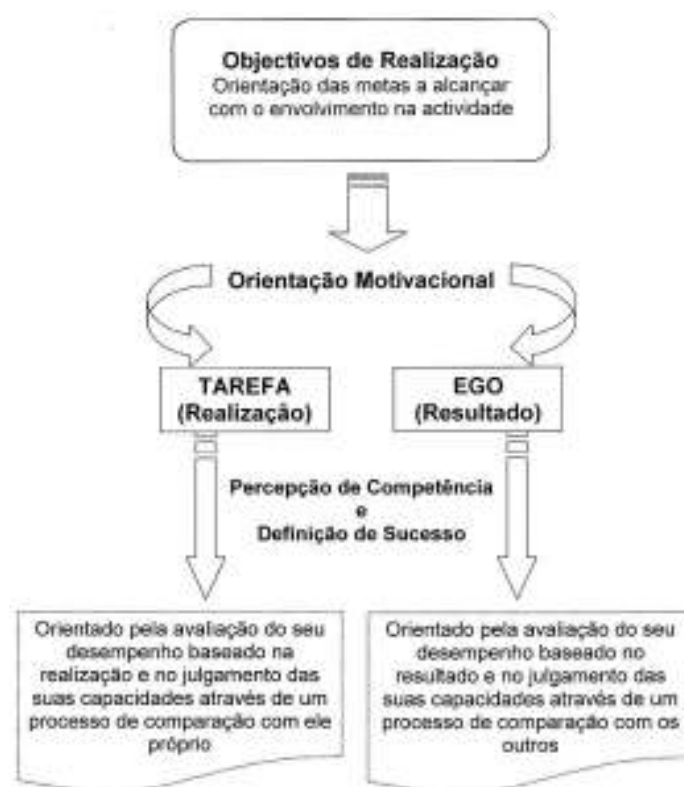 Objectivos de Realização
Orientação das metas a alcançar
com o envolvimento na actividade
Orientação Motivacional
TAREFA
(Realização)
EGO
(Resultado)
Percepção de Competência
e
Definição de Sucesso
Orientado pela avaliação do seu
desempenho baseado na
realização e no julgamento das
suas capacidades através de um
processo de comparação com ele
próprio
Orientado pela avaliação do seu
desempenho baseado no
resultado e no julgamento das
suas capacidades através de um
processo de comparação com os
outros